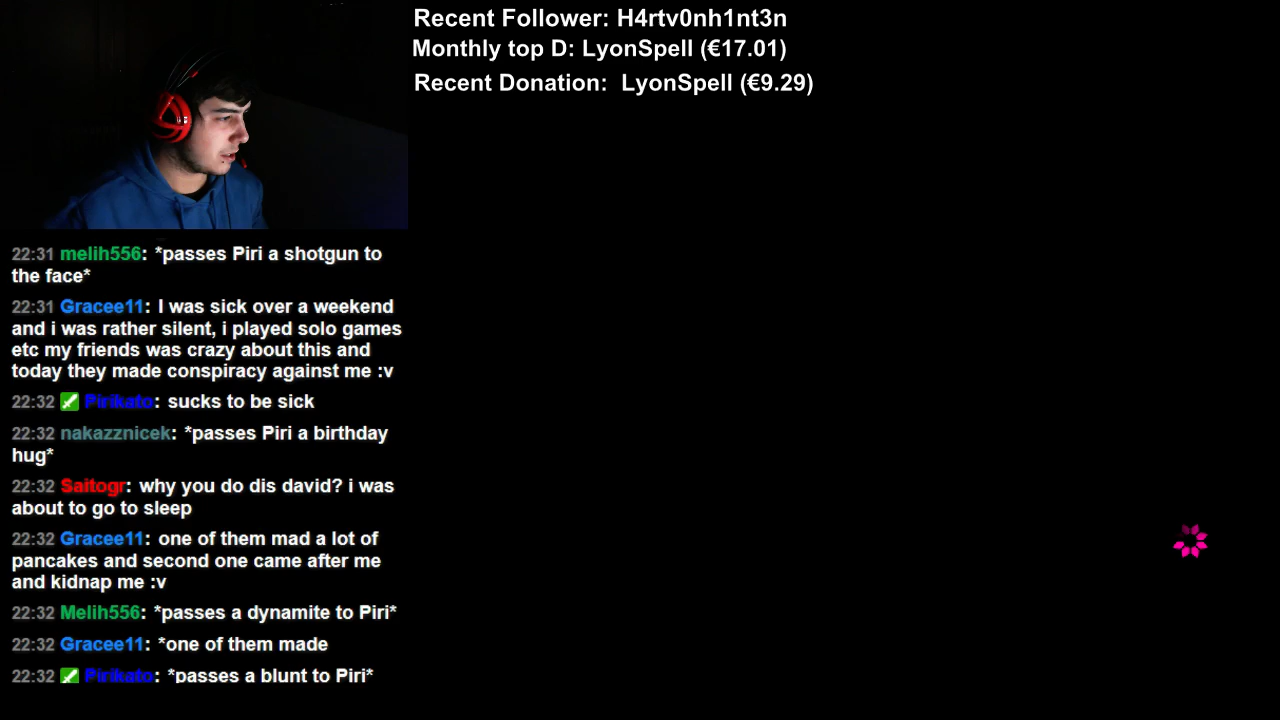 Recent Follower: H4rtv0nh1nt3n
Monthly top D: LyonSpell (€17.01)
Recent Donation: LyonSpell (€9.29)
22:31 melih556: *passes Piri a shotgun to
the face*
22:31 Gracee11: I was sick over a weekend
and i was rather silent, i played solo games
etc my friends was crazy about this and
today they made conspiracy against me :v
22:32 Pirikato: sucks to be sick
22:32 nakazznicek: *passes Piri a birthday
hug*
22:32 Saitogr: why you do dis david? i was
about to go to sleep
22:32 Gracee11: one of them mad a lot of
pancakes and second one came after me
and kidnap me :v
22:32 Melih556: *passes a dynamite to Piri*
22:32 Gracee11: *one of them made
22:32 Pirikato: *passes a blunt to Piri*